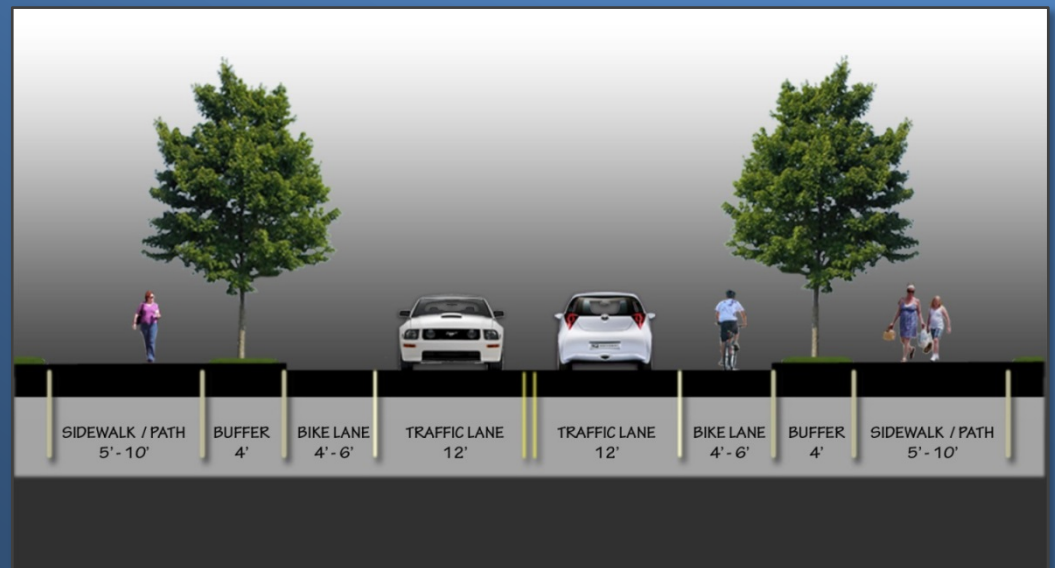 SIDEWALK / PATH
5' - 10'
BUFFER
4'
BIKE LANE
4' - 6'
TRAFFIC LANE
12'
TRAFFIC LANE
12'
BIKE LANE
4' - 6'
BUFFER
4'
SIDEWALK / PATH
5' - 10'